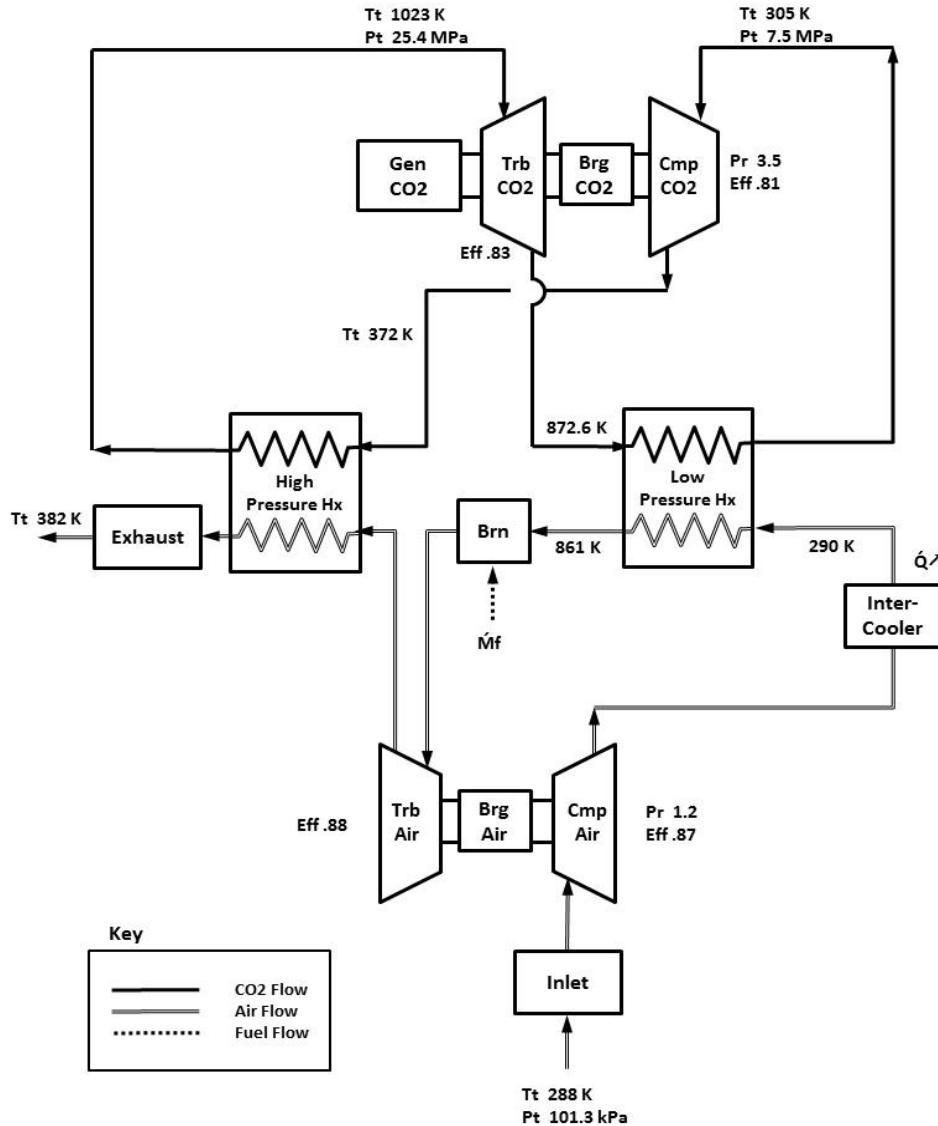 Tt 1023 K
Pt 25.4 MPa
Tt 305 K
Pt 7.5 MPa
Gen
CO2
Trb
CO2
Brg
CO2
Cmp
CO2
Pr 3.5
Eff .81
Eff .83
Tt 372 K
872.6 K
High
Pressure Hx
Low
Pressure Hx
Tt 382 K
Exhaust
Brn
861 K
290 K
Q́
Inter-
Cooler
Ḿf
Trb
Air
Brg
Air
Cmp
Air
Eff .88
Pr 1.2
Eff .87
Key
CO2 Flow
Air Flow
Fuel Flow
Inlet
Tt 288 K
Pt 101.3 kPa